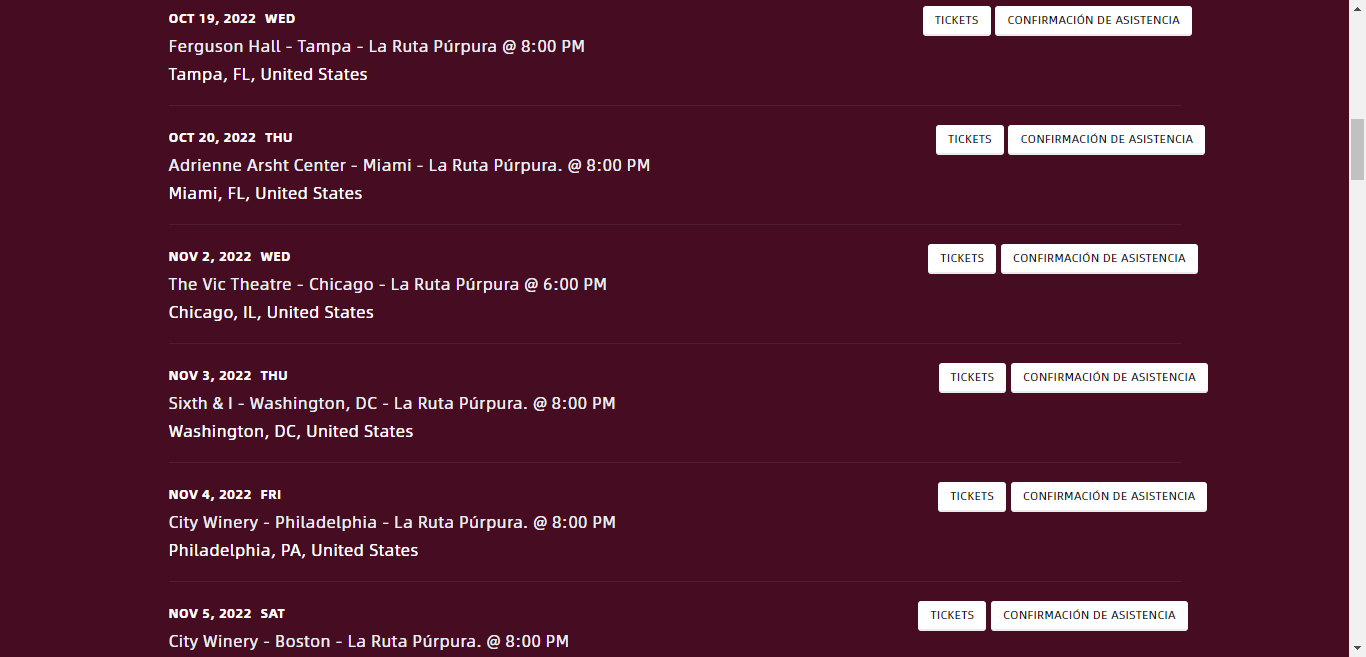 OCT 19, 2022 WED
TICKETS
CONFIRMACIÓN DE ASISTENCIA
Ferguson Hall - Tampa - La Ruta Púrpura @ 8:00 PM
Tampa, FL, United States
OCT 20, 2022 THU
TICKETS
CONFIRMACIÓN DE ASISTENCIA
Adrienne Arsht Center - Miami - La Ruta Púrpura. @ 8:00 PM
Miami, FL, United States
NOV 2, 2022 WED
TICKETS
CONFIRMACIÓN DE ASISTENCIA
The Vic Theatre - Chicago - La Ruta Púrpura @ 6:00 PM
Chicago, IL, United States
NOV 3, 2022 THU
TICKETS
CONFIRMACIÓN DE ASISTENCIA
Sixth & I - Washington, DC - La Ruta Púrpura. @ 8:00 PM
Washington, DC, United States
NOV 4, 2022 FRI
TICKETS
CONFIRMACIÓN DE ASISTENCIA
City Winery - Philadelphia - La Ruta Púrpura. @ 8:00 PM
Philadelphia, PA, United States
NOV 5, 2022 SAT
TICKETS
CONFIRMACIÓN DE ASISTENCIA
City Winery - Boston - La Ruta Púrpura. @ 8:00 PM